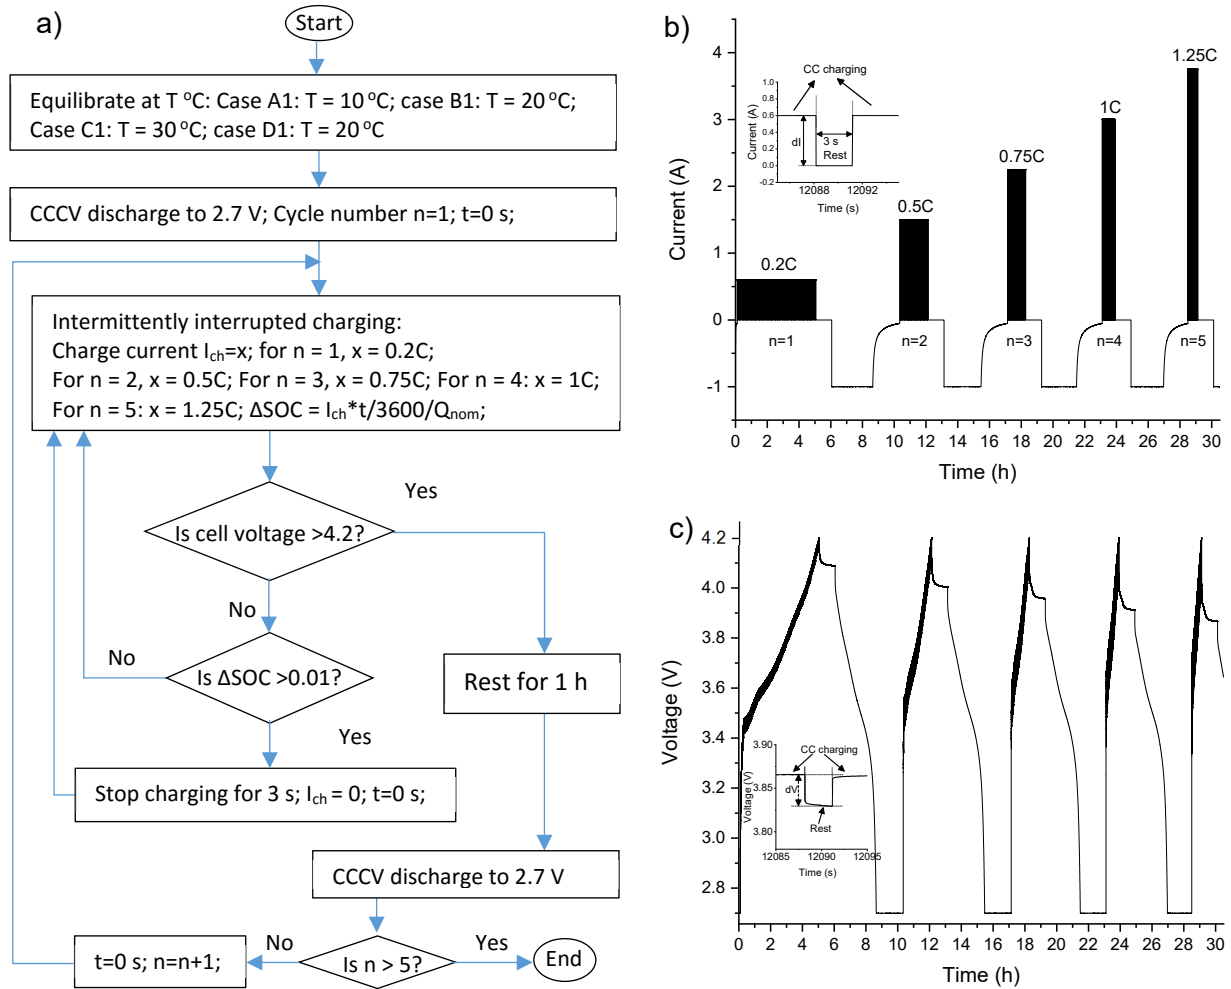 a)
Start
Equilibrate at T °C: Case A1: T = 10 °C; case B1: T = 20 °C;
Case C1: T = 30 °C; case D1: T = 20 °C
CCCV discharge to 2.7 V; Cycle number n=1; t=0 s;
Intermittently interrupted charging:
Charge current Ich=x; for n = 1, x = 0.2C;
For n = 2, x = 0.5C; For n = 3, x = 0.75C; For n = 4: x = 1C;
For n = 5: x = 1.25C; ΔSOC = Ich*t/3600/Qnom;
Is cell voltage >4.2?
Yes
No
Is ΔSOC >0.01?
No
Yes
Rest for 1 h
Stop charging for 3 s; Ich = 0; t=0 s;
CCCV discharge to 2.7 V
Is n > 5?
No
Yes
t=0 s; n=n+1;
End
b)
Current (A)
4
3
2
1
0
-1
0.2C
0.5C
0.75C
1C
1.25C
n=1
n=2
n=3
n=4
n=5
0 2 4 6 8 10 12 14 16 18 20 22 24 26 28 30
Time (h)
CC charging
Current (A)
1.0
0.8
0.6
0.4
0.2
0.0
-0.2
dI
3 s
Rest
12088 12092
Time (s)
c)
Voltage (V)
4.2
4.0
3.8
3.6
3.4
3.2
3.0
2.8
0 2 4 6 8 10 12 14 16 18 20 22 24 26 28 30
Time (h)
CC charging
Voltage (V)
3.90
3.85
3.80
dV
Rest
12085 12090 12095
Time (s)